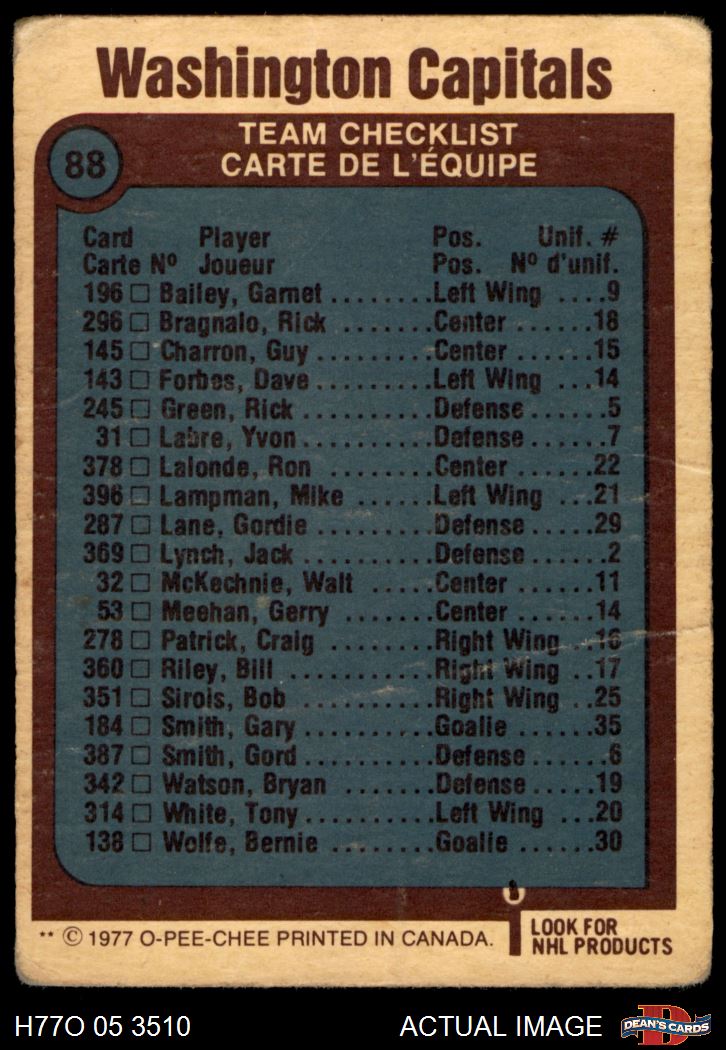 Washington Capitals
TEAM CHECKLIST
88
CARTE DE L'ÉQUIPE
Card Player Pos. Unif. #
Carte Nº Joueur Pos. Nº d'unif.
196 □ Bailey, Garnet ........Left Wing ....9
296 □ Bragnalo, Rick .......Center .......18
145 □ Charron, Guy .........Center .......15
143 □ Forbes, Dave.........Left Wing ...14
245 □ Green, Rick ..........Defense ......5
31 □ Labre, Yvon..........Defense ......7
378 □ Lalonde, Ron ........Center .......22
396 □ Lampman, Mike ......Left Wing ...21
287 □ Lane, Gordie .........Defense .....29
369 □ Lynch, Jack ..........Defense ......2
32 □ McKechnie, Walt .....Center .......11
53 □ Meehan, Gerry .......Center .......14
278 □ Patrick, Craig ........Right Wing ..16
360 □ Riley, Bill ...........Right Wing ..17
351 □ Sirois, Bob ..........Right Wing ..25
184 □ Smith, Gary ..........Goalie ......35
387 □ Smith, Gord ..........Defense ......6
342 □ Watson, Bryan .......Defense .....19
314 □ White, Tony..........Left Wing ...20
138 □ Wolfe, Bernie ........Goalie ......30
** © 1977 O-PEE-CHEE PRINTED IN CANADA.
LOOK FOR
NHL PRODUCTS
H77O 05 3510
ACTUAL IMAGE
D
DEAN'S CARDS